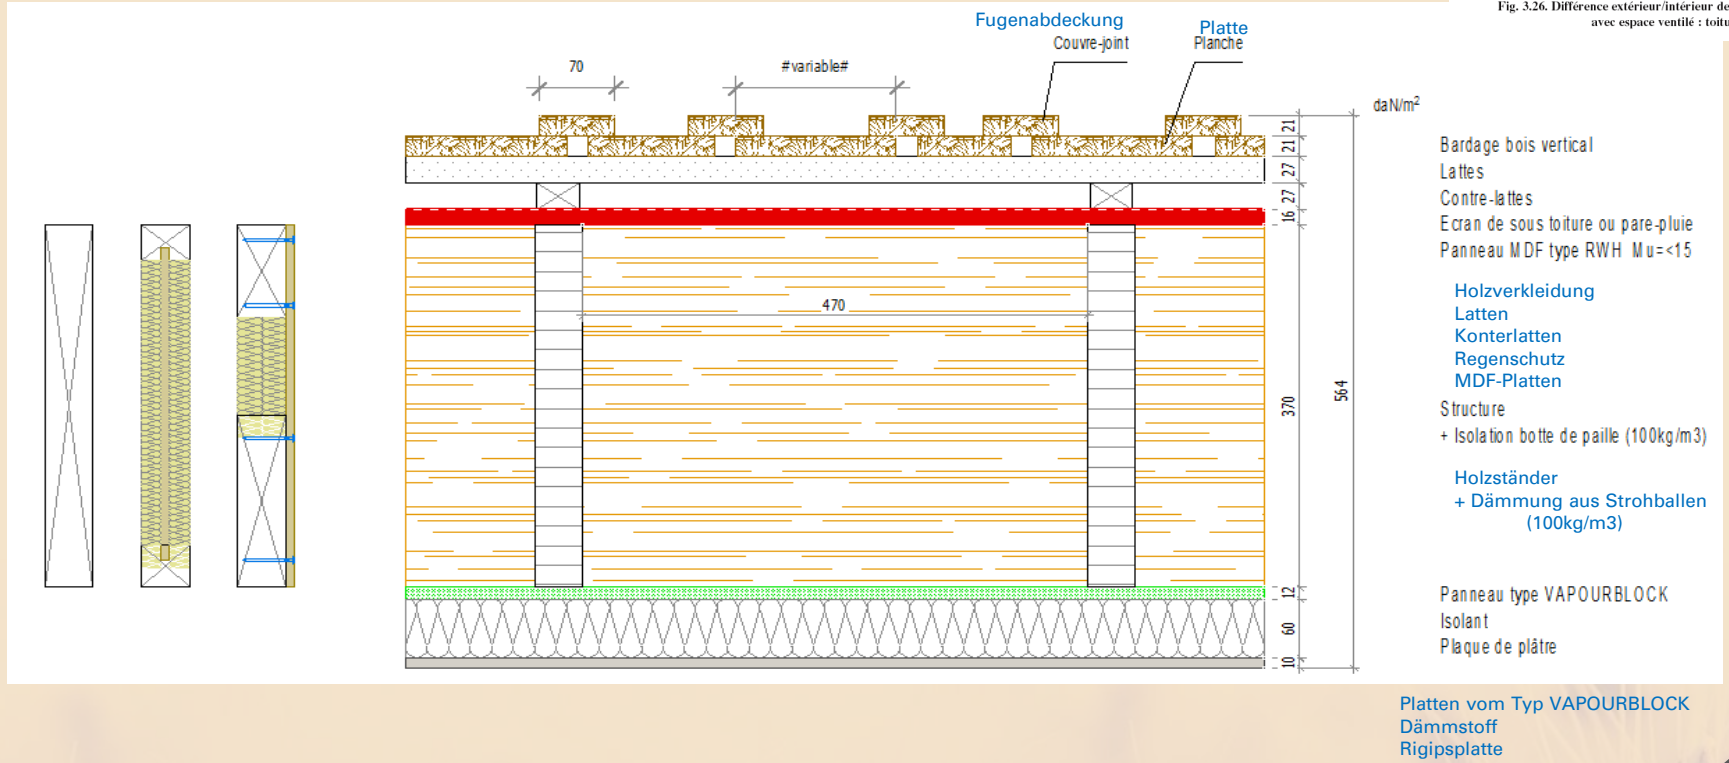 Fig. 3.26. Différence extérieur/intérieur de
avec espace ventilé : toitu
Fugenabdeckung
Couvre-joint
Platte
Planche
70
#variable#
daN/m²
21
21
27
27
16
470
370
564
12
60
10
Bardage bois vertical
Lattes
Contre-lattes
Ecran de sous toiture ou pare-pluie
Panneau MDF type RWH Mu=<15
Holzverkleidung
Latten
Konterlatten
Regenschutz
MDF-Platten
Structure
+ Isolation botte de paille (100kg/m3)
Holzständer
+ Dämmung aus Strohballen
(100kg/m3)
Panneau type VAPOURBLOCK
Isolant
Plaque de plâtre
Platten vom Typ VAPOURBLOCK
Dämmstoff
Rigipsplatte